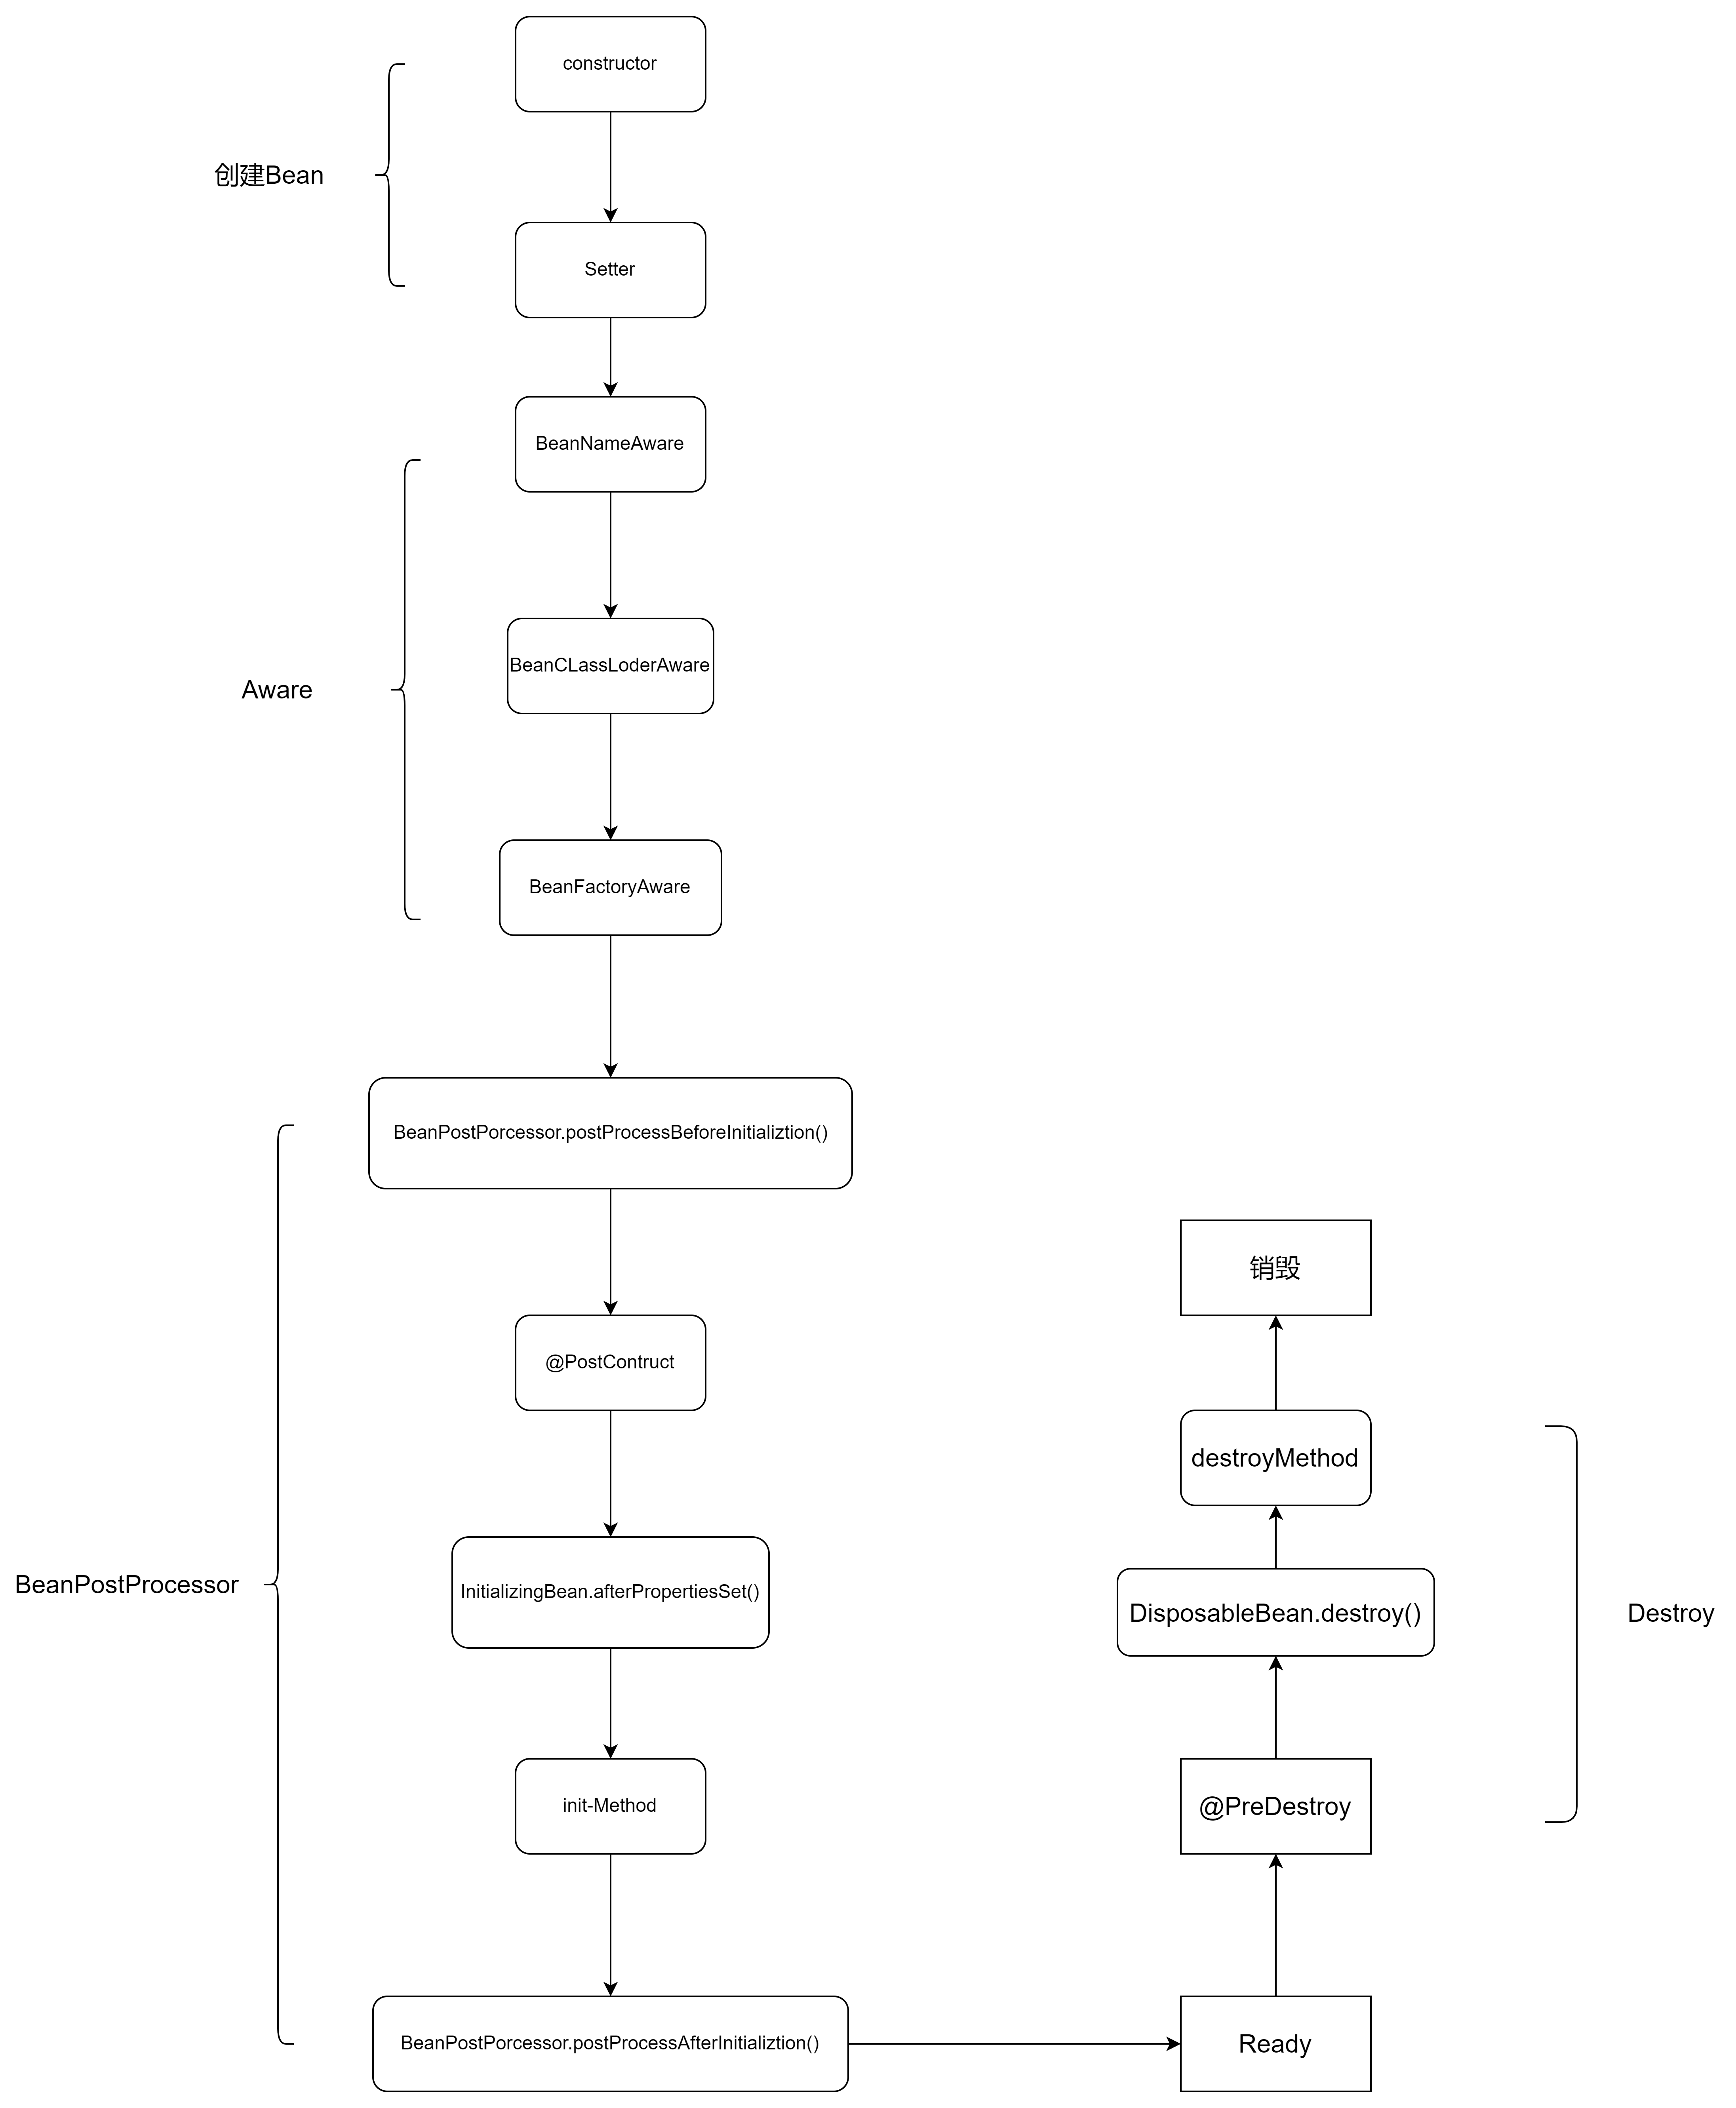 constructor
创建Bean
Setter
BeanNameAware
BeanCLassLoderAware
Aware
BeanFactoryAware
BeanPostPorcessor.postProcessBeforeInitializtion()
@PostContruct
InitializingBean.afterPropertiesSet()
BeanPostProcessor
init-Method
BeanPostPorcessor.postProcessAfterInitializtion()
Ready
@PreDestroy
DisposableBean.destroy()
Destroy
destroyMethod
销毁